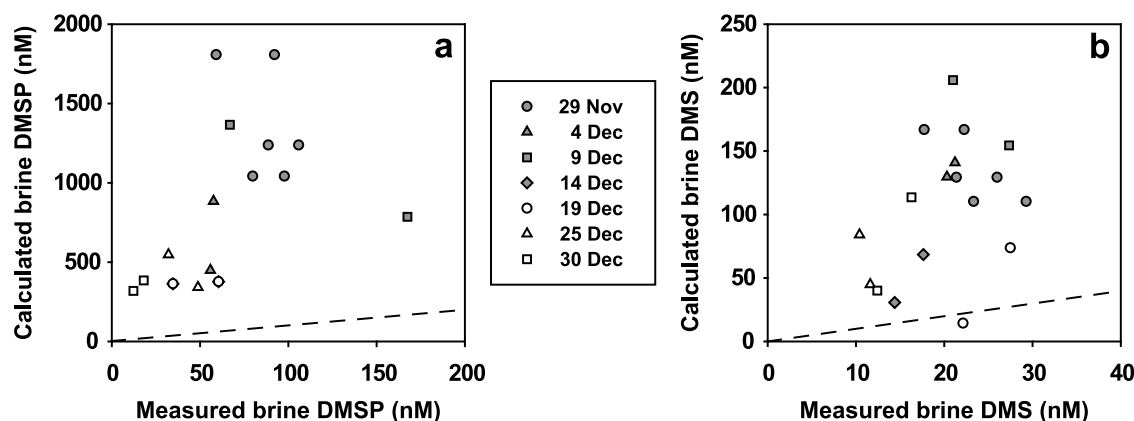 a
Calculated brine DMSP (nM)
2000
1500
1000
500
0
0 50 100 150 200
Measured brine DMSP (nM)
29 Nov
4 Dec
9 Dec
14 Dec
19 Dec
25 Dec
30 Dec
b
Calculated brine DMS (nM)
250
200
150
100
50
0
0 10 20 30 40
Measured brine DMS (nM)